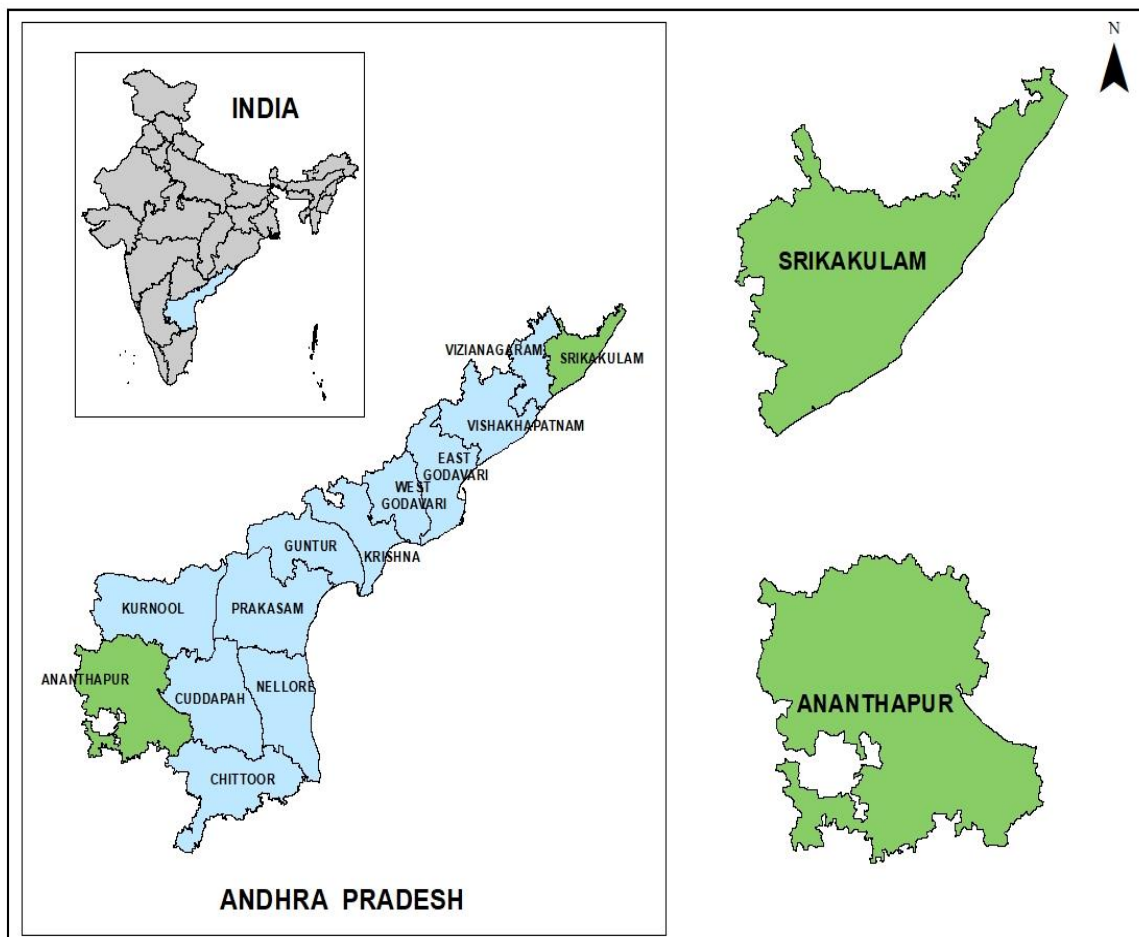 N
INDIA
SRIKAKULAM
VIZIANAGARAM
SRIKAKULAM
VISHAKHAPATNAM
EAST
GODAVARI
WEST
GODAVARI
GUNTUR
KRISHNA
KURNOOL
PRAKASAM
ANANTHAPUR
CUDDAPAH
NELLORE
ANANTHAPUR
CHITTOOR
ANDHRA PRADESH